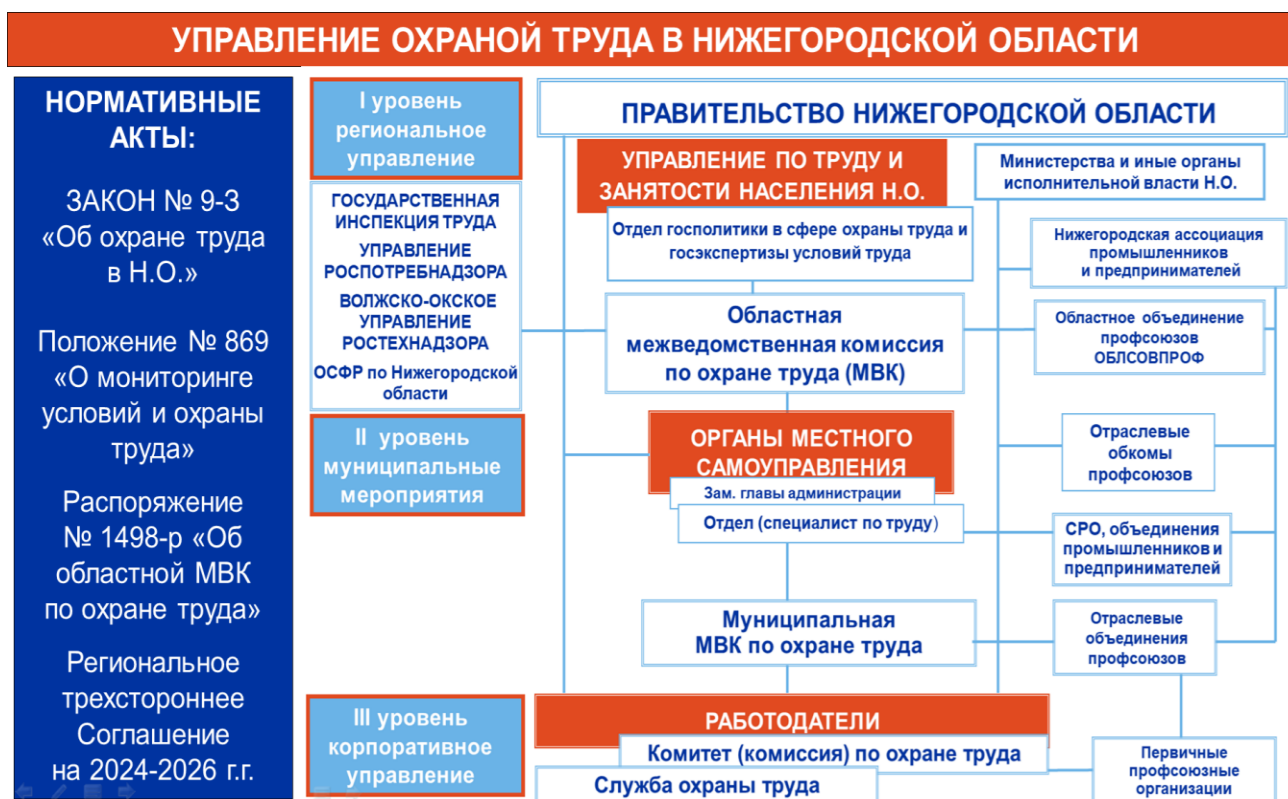 УПРАВЛЕНИЕ ОХРАНОЙ ТРУДА В НИЖЕГОРОДСКОЙ ОБЛАСТИ
НОРМАТИВНЫЕ
АКТЫ:
ЗАКОН № 9-З
«Об охране труда
в Н.О.»
Положение № 869
«О мониторинге
условий и охраны
труда»
Распоряжение
№ 1498-р «Об
областной МВК
по охране труда»
Региональное
трехстороннее
Соглашение
на 2024-2026 г.г.
I уровень
региональное
управление
ГОСУДАРСТВЕННАЯ
ИНСПЕКЦИЯ ТРУДА
УПРАВЛЕНИЕ
РОСПОТРЕБНАДЗОРА
ВОЛЖСКО-ОКСКОЕ
УПРАВЛЕНИЕ
РОСТЕХНАДЗОРА
ОСФР по Нижегородской
области
II уровень
муниципальные
мероприятия
III уровень
корпоративное
управление
ПРАВИТЕЛЬСТВО НИЖЕГОРОДСКОЙ ОБЛАСТИ
УПРАВЛЕНИЕ ПО ТРУДУ И
ЗАНЯТОСТИ НАСЕЛЕНИЯ Н.О.
Отдел госполитики в сфере охраны труда и
госэкспертизы условий труда
Областная
межведомственная комиссия
по охране труда (МВК)
ОРГАНЫ МЕСТНОГО
САМОУПРАВЛЕНИЯ
Зам. главы администрации
Отдел (специалист по труду)
Муниципальная
МВК по охране труда
РАБОТОДАТЕЛИ
Комитет (комиссия) по охране труда
Служба охраны труда
Министерства и иные органы
исполнительной власти Н.О.
Нижегородская ассоциация
промышленников
и предпринимателей
Областное объединение
профсоюзов
ОБЛСОВПРОФ
Отраслевые
обкомы
профсоюзов
СРО, объединения
промышленников и
предпринимателей
Отраслевые
объединения
профсоюзов
Первичные
профсоюзные
организации